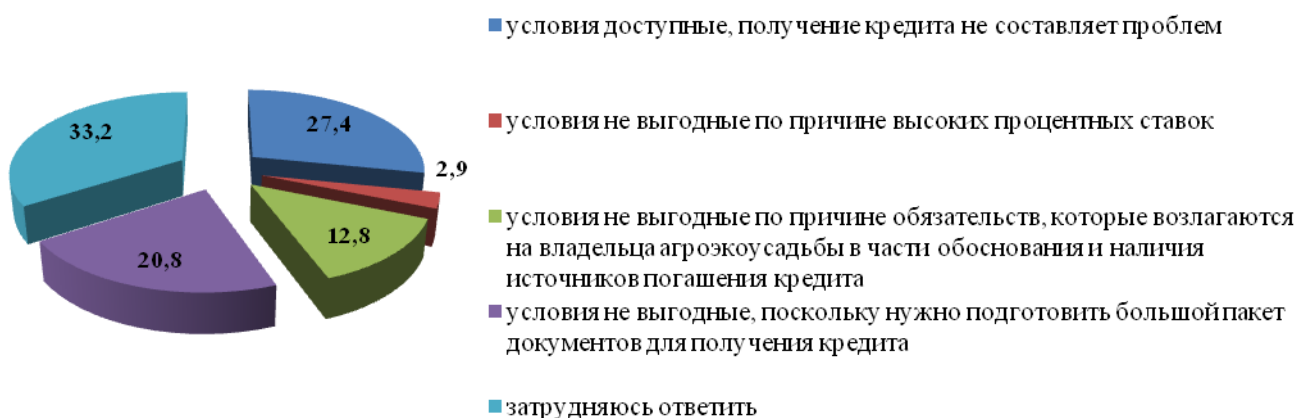 условия доступные, получение кредита не составляет проблем
33,2
27,4
условия не выгодные по причине высоких процентных ставок
2,9
условия не выгодные по причине обязательств, которые возлагаются
на владельца агроэкоусадьбы в части обоснования и наличия
источников погашения кредита
12,8
20,8
условия не выгодные, поскольку нужно подготовить большой пакет
документов для получения кредита
затрудняюсь ответить